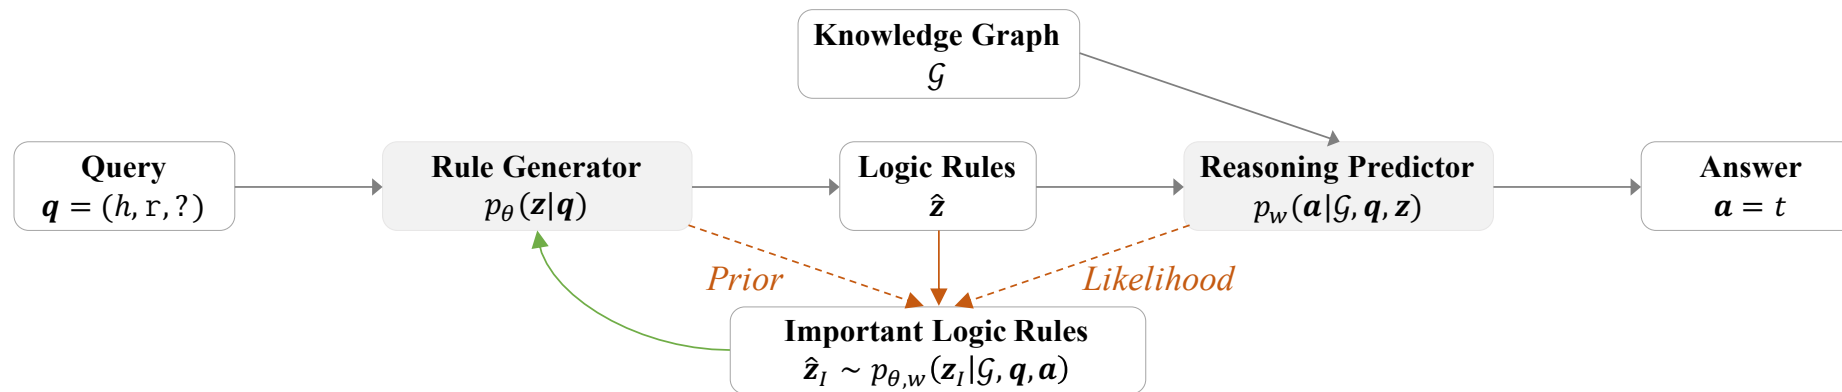 Knowledge Graph
𝒢
Query
𝒒 = (ℎ, r, ?)
Rule Generator
𝑝_𝜃(𝒛|𝒒)
Logic Rules
𝒛̂
Reasoning Predictor
𝑝_𝑤(𝒂|𝒢, 𝒒, 𝒛)
Answer
𝒂 = 𝑡
Prior
Likelihood
Important Logic Rules
𝒛̂_𝐼 ~ 𝑝_{𝜃,𝑤}(𝒛_𝐼|𝒢, 𝒒, 𝒂)